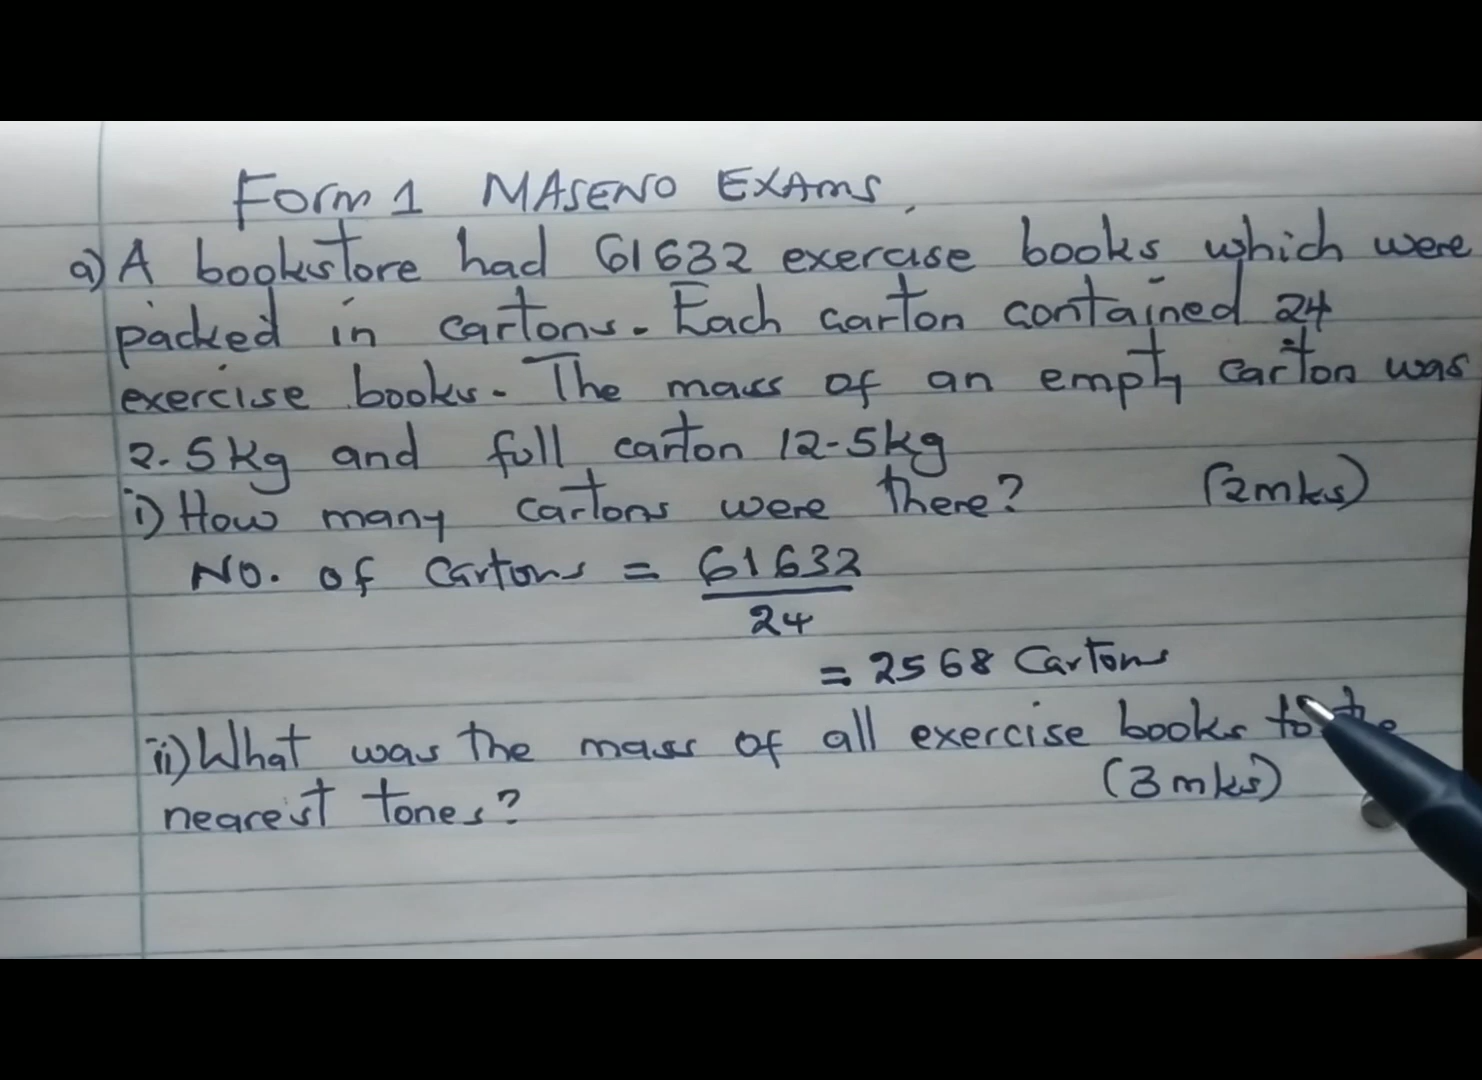 Form 1 MASENO EXAMS
a) A bookstore had 61632 exercise books which were
packed in cartons. Each carton contained 24
exercise books. The mass of an empty carton was
2.5kg and full carton 12.5kg
i) How many cartons were there? (2mks)
No. of Cartons = 61632
24
= 2568 Cartons
ii) What was the mass of all exercise books to the
nearest tones? (3mks)